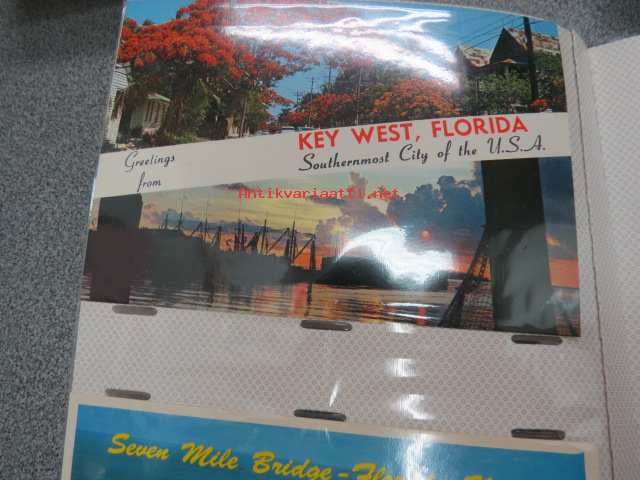 KEY WEST, FLORIDA
Greetings
from
Southernmost City of the U.S.A.
Antikvariaatti.net
Seven Mile Bridge -